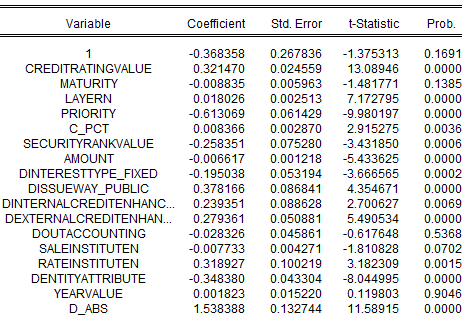 Variable Coefficient Std. Error t-Statistic Prob.
1 -0.368358 0.267836 -1.375313 0.1691
CREDITRATINGVALUE 0.321470 0.024559 13.08946 0.0000
MATURITY -0.008835 0.005963 -1.481771 0.1385
LAYERN 0.018026 0.002513 7.172795 0.0000
PRIORITY -0.613069 0.061429 -9.980197 0.0000
C_PCT 0.008366 0.002870 2.915275 0.0036
SECURITYRANKVALUE -0.258351 0.075280 -3.431850 0.0006
AMOUNT -0.006617 0.001218 -5.433625 0.0000
DINTERESTTYPE_FIXED -0.195038 0.053194 -3.666565 0.0002
DISSUEWAY_PUBLIC 0.378166 0.086841 4.354671 0.0000
DINTERNALCREDITENHANC... 0.239351 0.088628 2.700627 0.0069
DEXTERNALCREDITENHAN... 0.279361 0.050881 5.490534 0.0000
DOUTACCOUNTING -0.028326 0.045861 -0.617648 0.5368
SALEINSTITUTEN -0.007733 0.004271 -1.810828 0.0702
RATEINSTITUTEN 0.318927 0.100219 3.182309 0.0015
DENTITYATTRIBUTE -0.348380 0.043304 -8.044995 0.0000
YEARVALUE 0.001823 0.015220 0.119803 0.9046
D_ABS 1.538388 0.132744 11.58915 0.0000